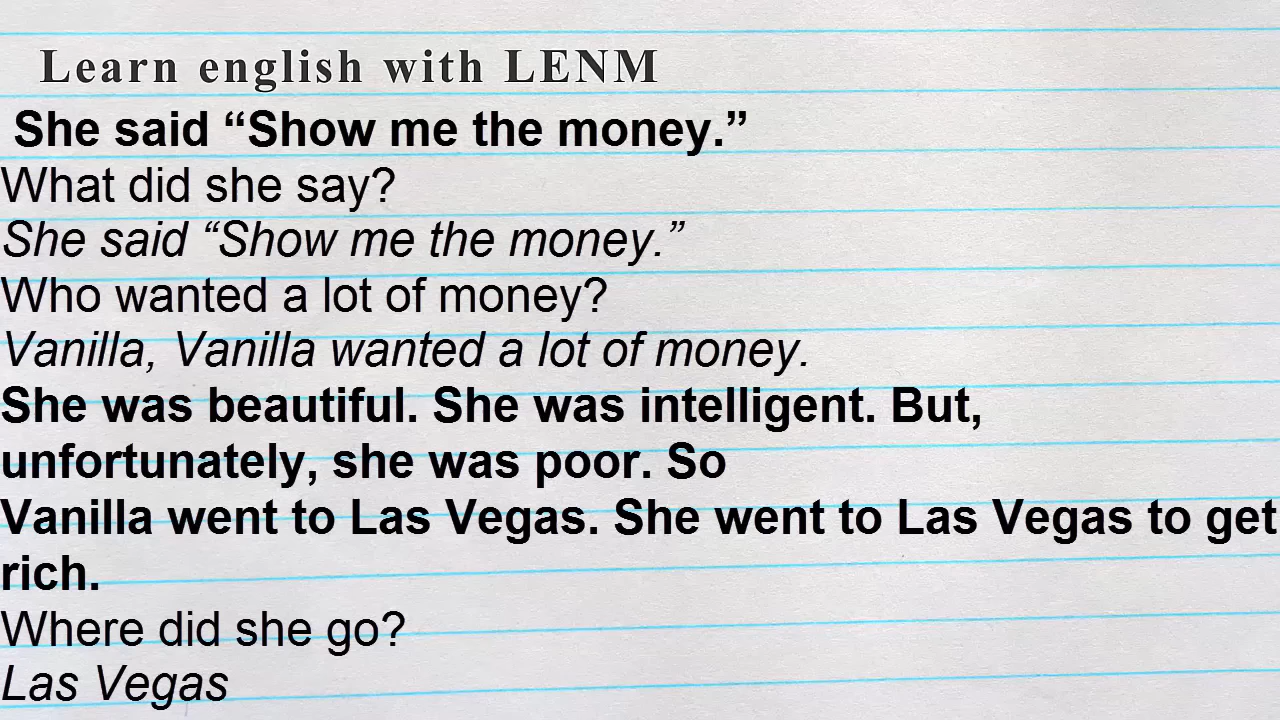 Learn english with LENM
She said “Show me the money.”
What did she say?
She said “Show me the money.”
Who wanted a lot of money?
Vanilla, Vanilla wanted a lot of money.
She was beautiful. She was intelligent. But,
unfortunately, she was poor. So
Vanilla went to Las Vegas. She went to Las Vegas to get
rich.
Where did she go?
Las Vegas